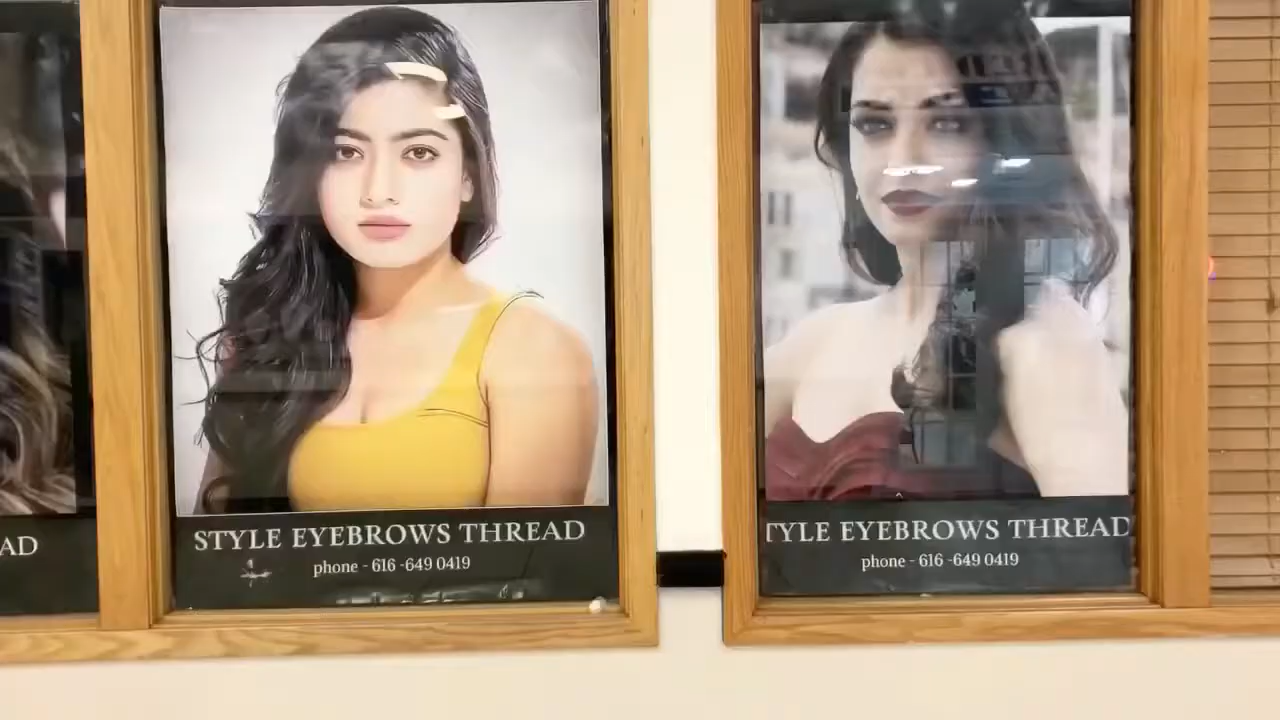 AD
STYLE EYEBROWS THREAD
phone - 616 -649 0419
TYLE EYEBROWS THREAD
phone - 616 -649 0419